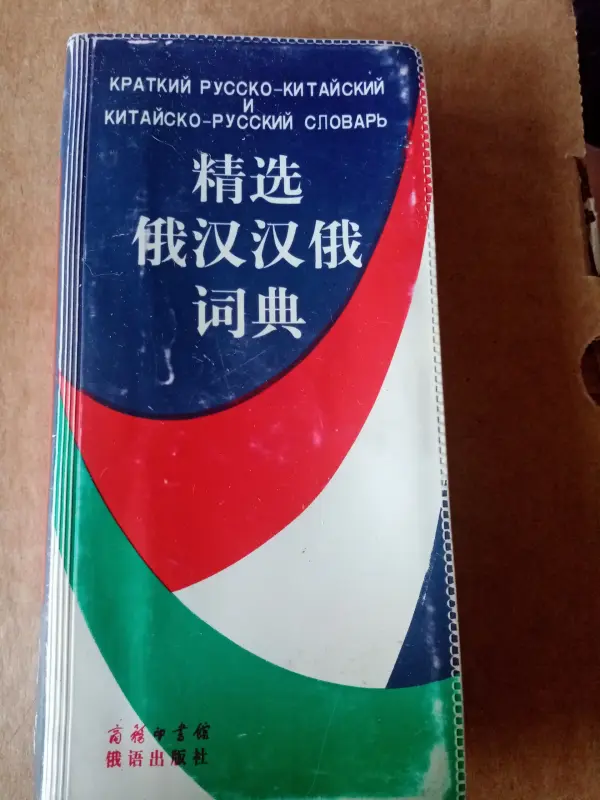 КРАТКИЙ РУССКО-КИТАЙСКИЙ
И
КИТАЙСКО-РУССКИЙ СЛОВАРЬ
精选
俄汉汉俄
词典
商務印書館
俄语出版社